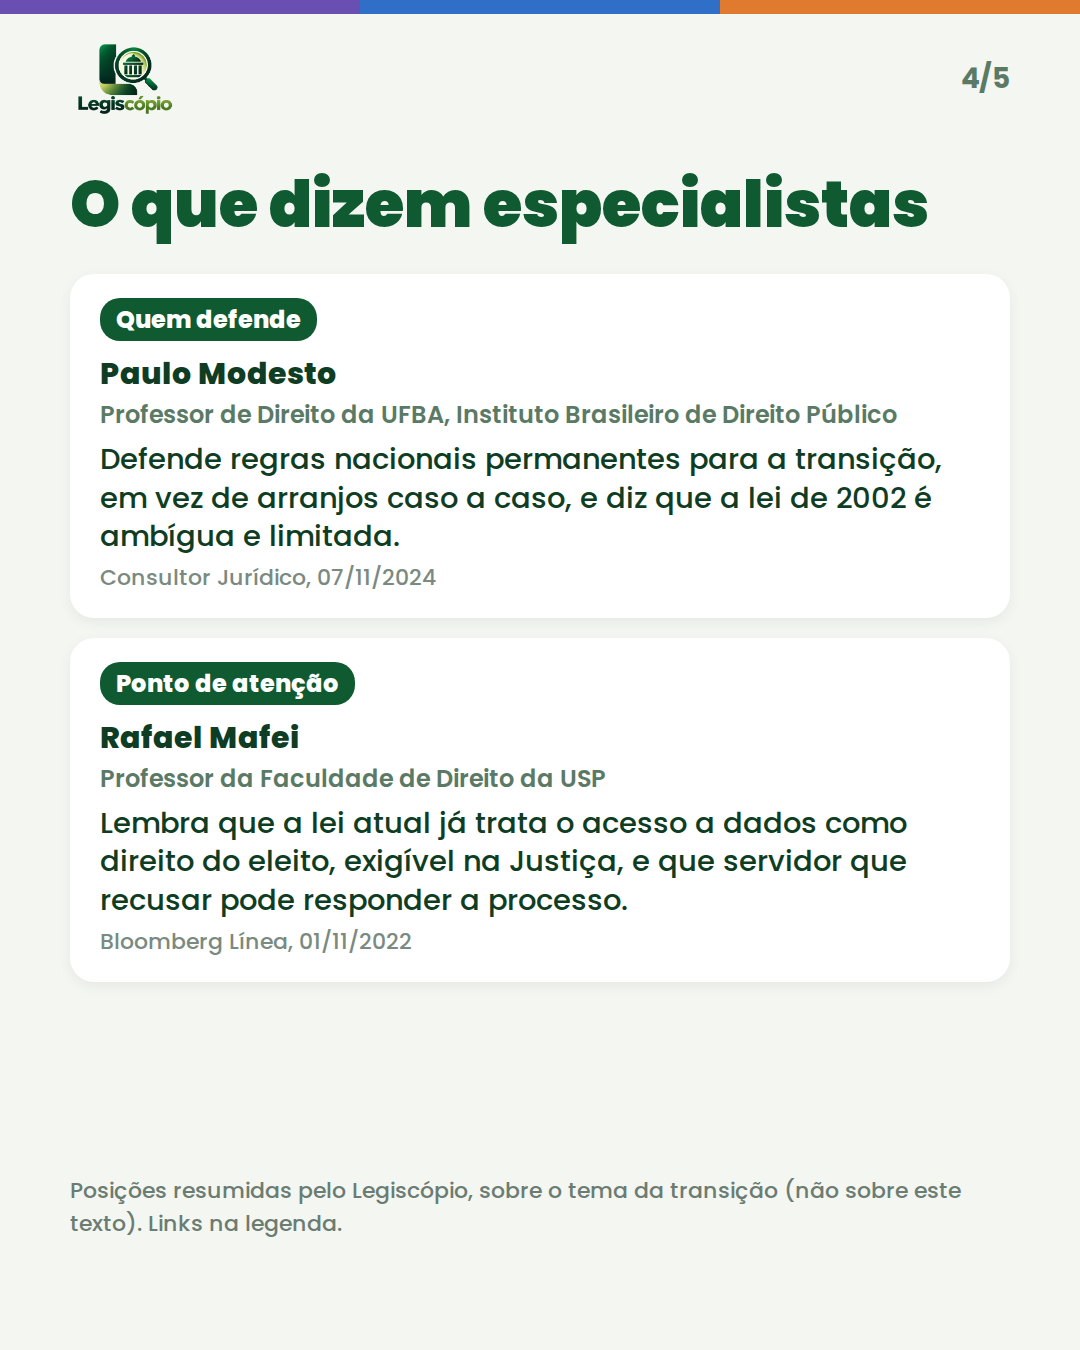 Legiscópio
4/5
O que dizem especialistas
Quem defende
Paulo Modesto
Professor de Direito da UFBA, Instituto Brasileiro de Direito Público
Defende regras nacionais permanentes para a transição,
em vez de arranjos caso a caso, e diz que a lei de 2002 é
ambígua e limitada.
Consultor Jurídico, 07/11/2024
Ponto de atenção
Rafael Mafei
Professor da Faculdade de Direito da USP
Lembra que a lei atual já trata o acesso a dados como
direito do eleito, exigível na Justiça, e que servidor que
recusar pode responder a processo.
Bloomberg Línea, 01/11/2022
Posições resumidas pelo Legiscópio, sobre o tema da transição (não sobre este
texto). Links na legenda.